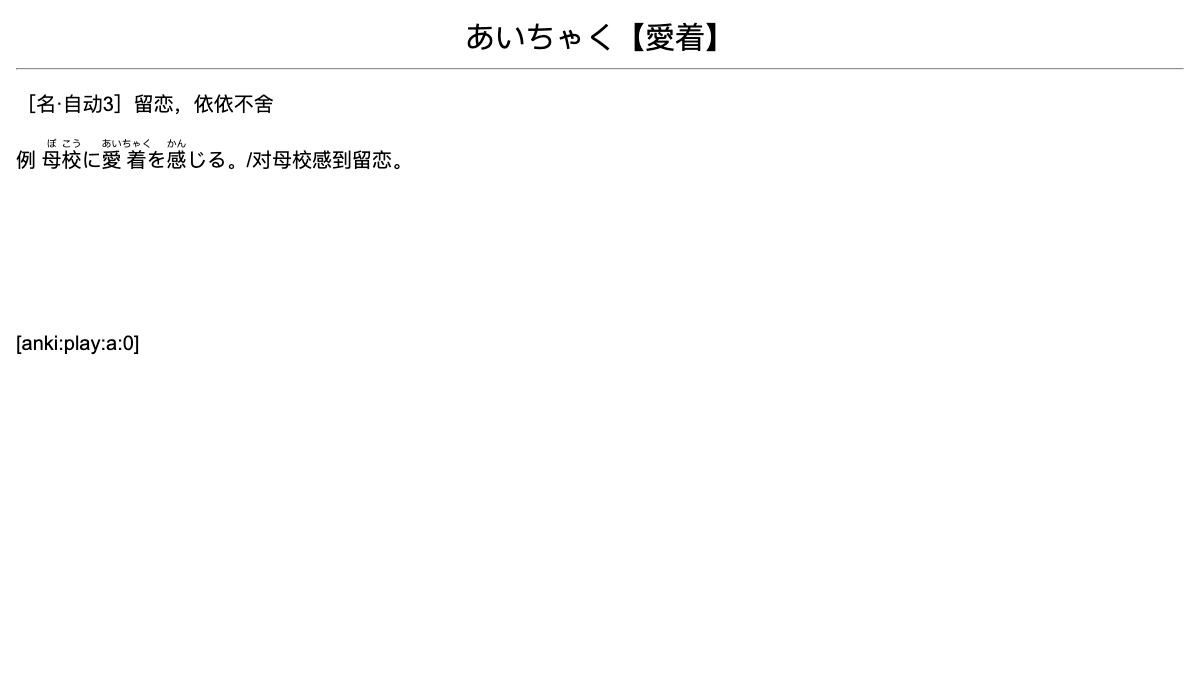 あいちゃく【愛着】
［名·自动3］留恋，依依不舍
ぼ こう あいちゃく かん
例 母校に愛着を感じる。/对母校感到留恋。
[anki:play:a:0]